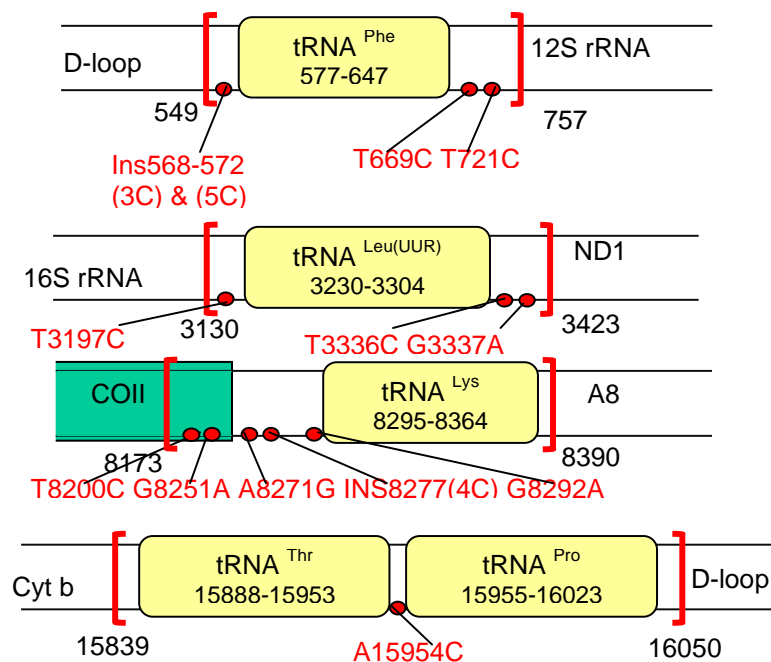 D-loop
tRNA Phe
577-647
12S rRNA
549
757
Ins568-572
(3C) & (5C)
T669C T721C
16S rRNA
tRNA Leu(UUR)
3230-3304
ND1
T3197C
3130
3423
T3336C G3337A
COII
tRNA Lys
8295-8364
A8
8173
8390
T8200C G8251A A8271G INS8277(4C) G8292A
Cyt b
tRNA Thr
15888-15953
tRNA Pro
15955-16023
D-loop
15839
A15954C
16050